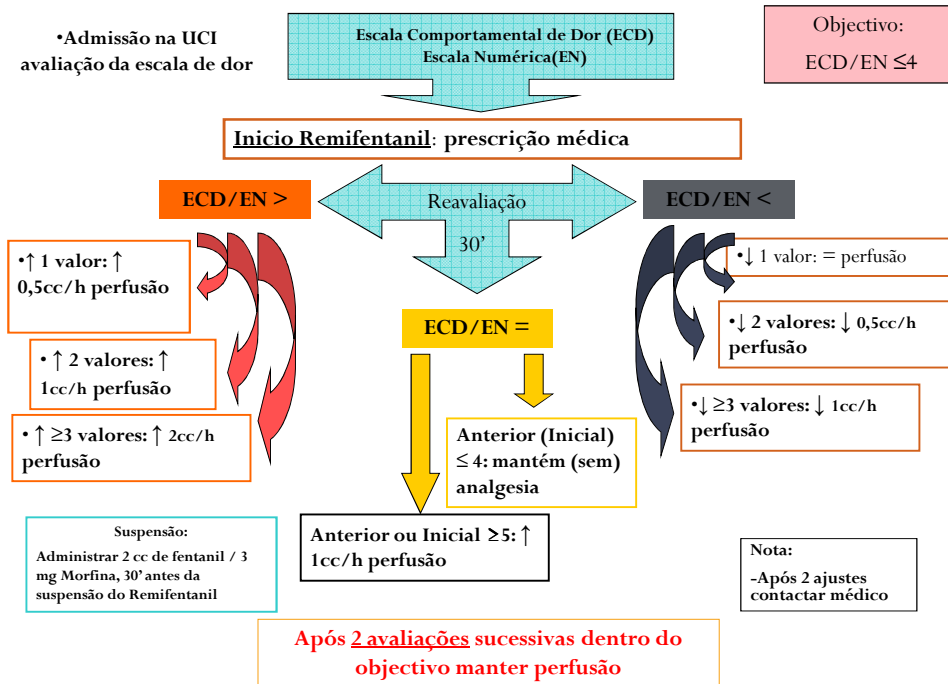 •Admissão na UCI
avaliação da escala de dor
Escala Comportamental de Dor (ECD)
Escala Numérica(EN)
Objectivo:
ECD/EN ≤4
Inicio Remifentanil: prescrição médica
ECD/EN >
Reavaliação
30’
ECD/EN <
•↑ 1 valor: ↑
0,5cc/h perfusão
• ↑ 2 valores: ↑
1cc/h perfusão
• ↑ ≥3 valores: ↑ 2cc/h
perfusão
ECD/EN =
•↓ 1 valor: = perfusão
•↓ 2 valores: ↓ 0,5cc/h
perfusão
•↓ ≥3 valores: ↓ 1cc/h
perfusão
Anterior (Inicial)
≤ 4: mantém (sem)
analgesia
Anterior ou Inicial ≥5: ↑
1cc/h perfusão
Suspensão:
Administrar 2 cc de fentanil / 3
mg Morfina, 30’ antes da
suspensão do Remifentanil
Nota:
-Após 2 ajustes
contactar médico
Após 2 avaliações sucessivas dentro do
objectivo manter perfusão